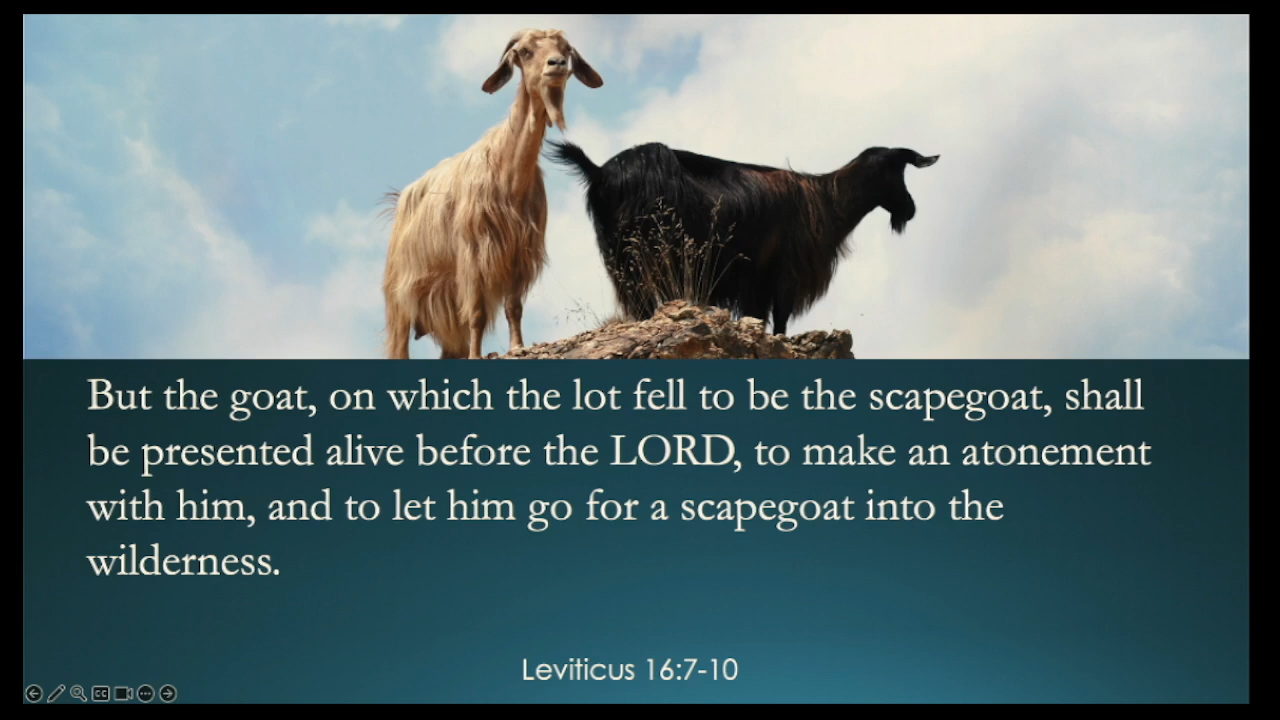 But the goat, on which the lot fell to be the scapegoat, shall
be presented alive before the LORD, to make an atonement
with him, and to let him go for a scapegoat into the
wilderness.
Leviticus 16:7-10
CC